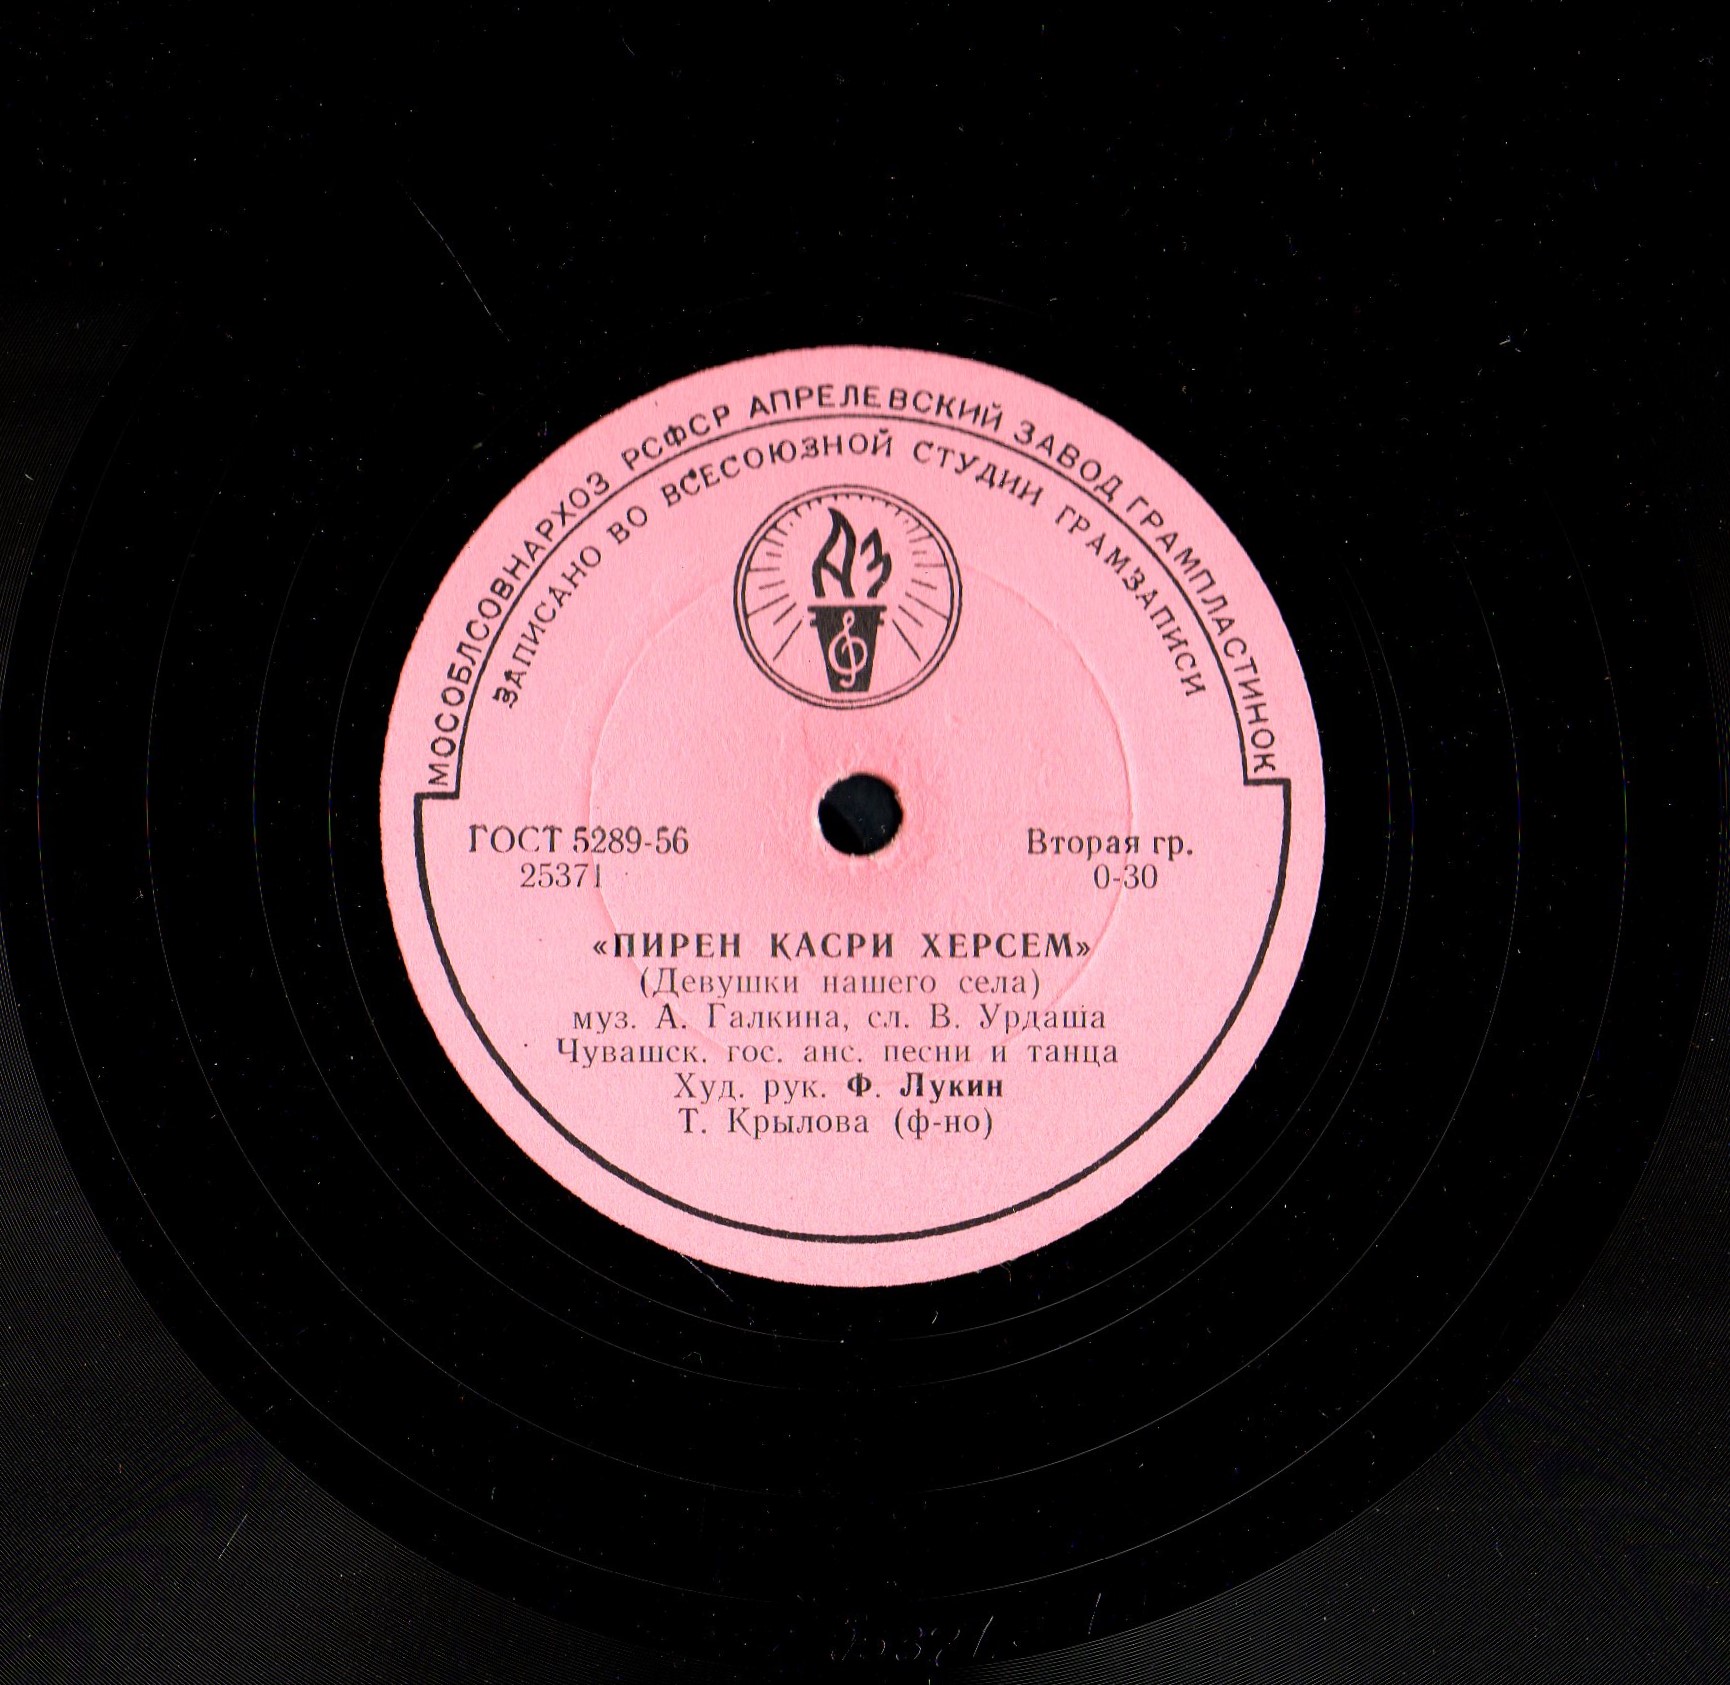 МОСОБЛСОВНАРХОЗ РСФСР АПРЕЛЕВСКИЙ ЗАВОД ГРАМПЛАСТИНОК
ЗАПИСАНО ВО ВСЕСОЮЗНОЙ СТУДИИ ГРАМЗАПИСИ
АЗ
ГОСТ 5289-56
25371
Вторая гр.
0-30
«ПИРЕН КАСРИ ХЕРСЕМ»
(Девушки нашего села)
муз. А. Галкина, сл. В. Урдаша
Чувашск. гос. анс. песни и танца
Худ. рук. Ф. Лукин
Т. Крылова (ф-но)